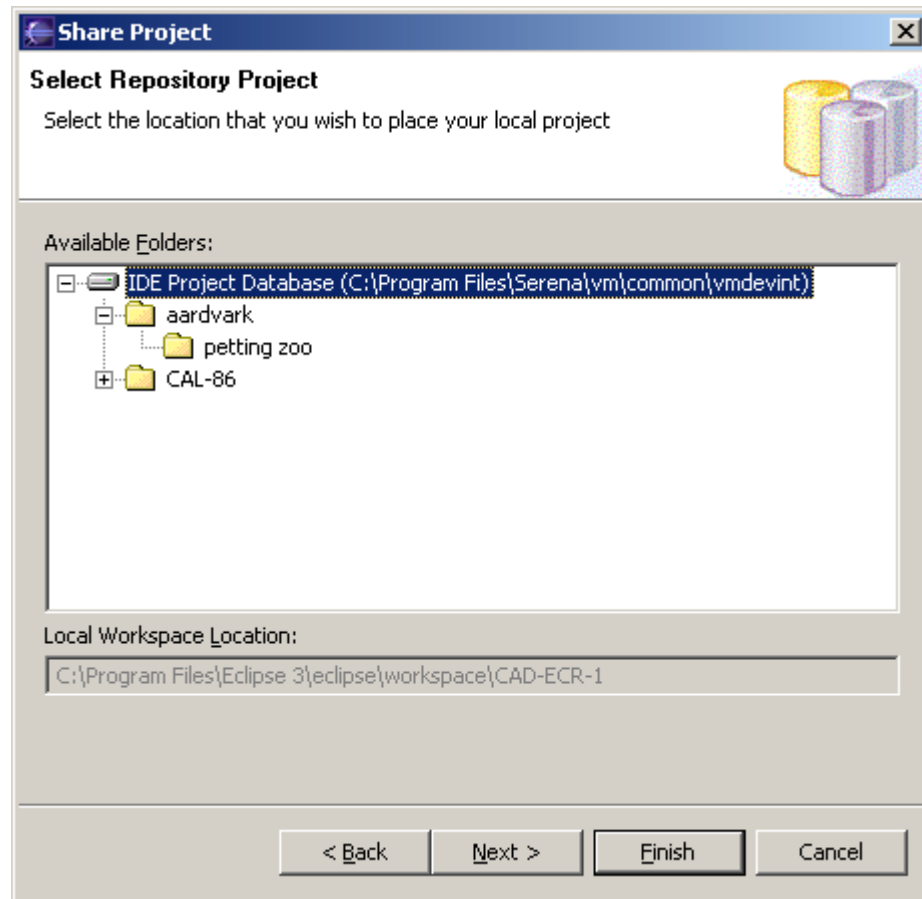 Share Project
Select Repository Project
Select the location that you wish to place your local project
Available Folders:
IDE Project Database (C:\Program Files\Serena\vm\common\vmdevint)
aardvark
petting zoo
CAL-86
Local Workspace Location:
C:\Program Files\Eclipse 3\eclipse\workspace\CAD-ECR-1
< Back Next > Finish Cancel